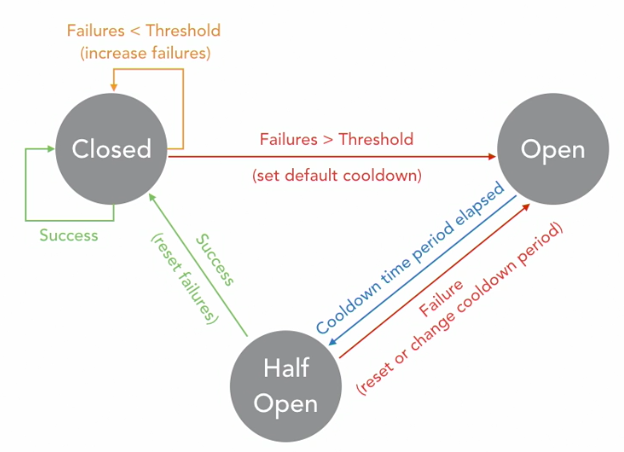 Failures < Threshold
(increase failures)
Closed
Failures > Threshold
(set default cooldown)
Open
Success
Success
(reset failures)
Cooldown time period elapsed
Failure
(reset or change cooldown period)
Half
Open